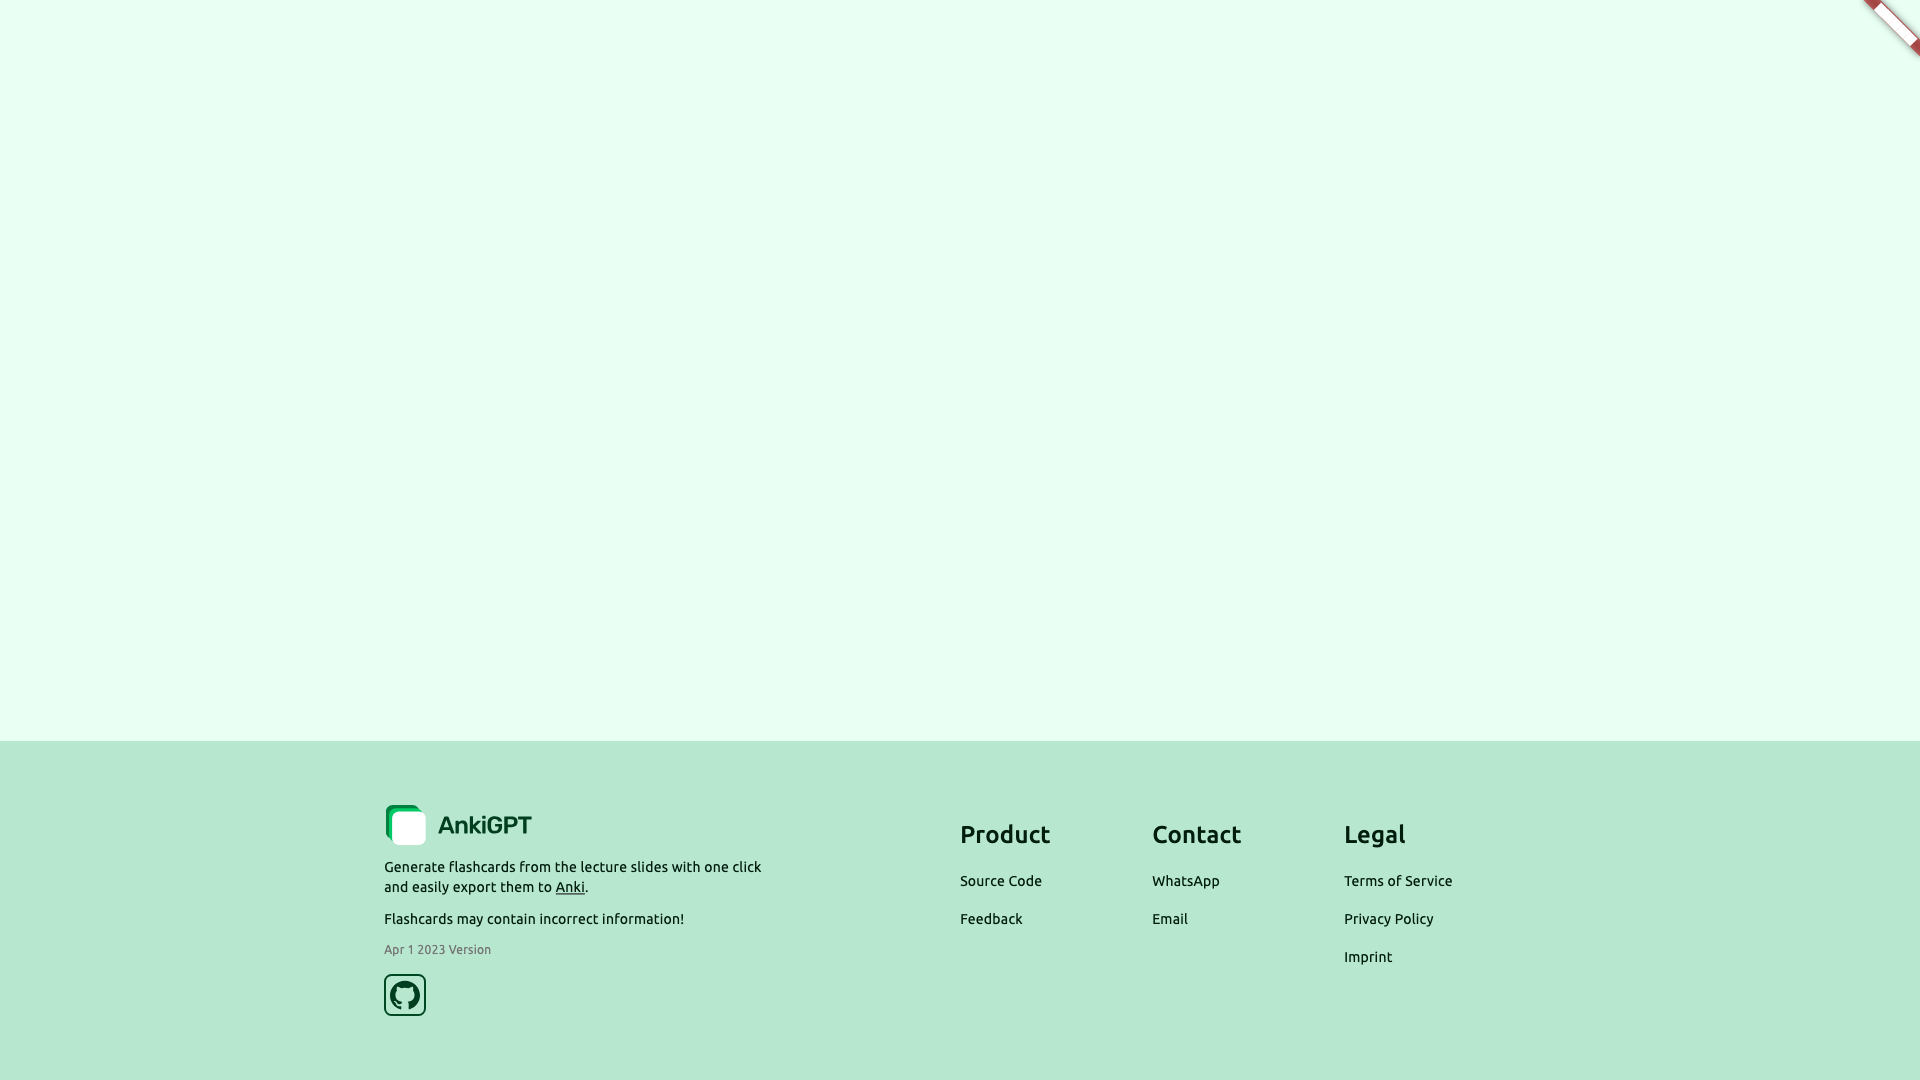 AnkiGPT
Generate flashcards from the lecture slides with one click
and easily export them to Anki.
Flashcards may contain incorrect information!
Apr 1 2023 Version
Product
Source Code
Feedback
Contact
WhatsApp
Email
Legal
Terms of Service
Privacy Policy
Imprint